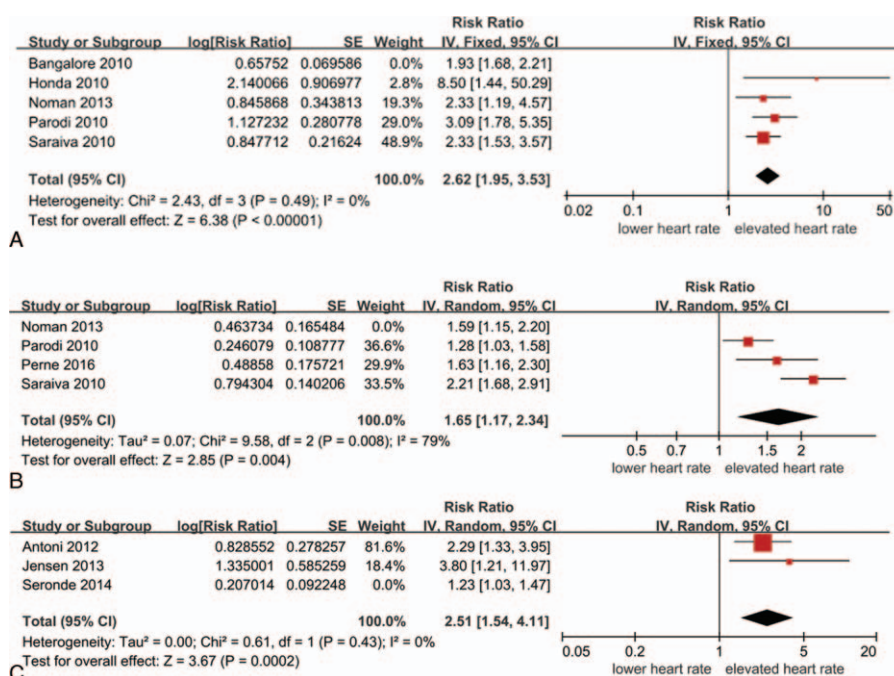 Risk Ratio Risk Ratio
Study or Subgroup log[Risk Ratio] SE Weight IV, Fixed, 95% CI IV, Fixed, 95% CI
Bangalore 2010 0.65752 0.069586 0.0% 1.93 [1.68, 2.21]
Honda 2010 2.140066 0.906977 2.8% 8.50 [1.44, 50.29]
Noman 2013 0.845868 0.343813 19.3% 2.33 [1.19, 4.57]
Parodi 2010 1.127232 0.280778 29.0% 3.09 [1.78, 5.35]
Saraiva 2010 0.847712 0.21624 48.9% 2.33 [1.53, 3.57]
Total (95% CI) 100.0% 2.62 [1.95, 3.53]
Heterogeneity: Chi² = 2.43, df = 3 (P = 0.49); I² = 0%
Test for overall effect: Z = 6.38 (P < 0.00001)
0.02 0.1 1 10 50
lower heart rate elevated heart rate
A
Risk Ratio Risk Ratio
Study or Subgroup log[Risk Ratio] SE Weight IV, Random, 95% CI IV, Random, 95% CI
Noman 2013 0.463734 0.165484 0.0% 1.59 [1.15, 2.20]
Parodi 2010 0.246079 0.108777 36.6% 1.28 [1.03, 1.58]
Perne 2016 0.48858 0.175721 29.9% 1.63 [1.16, 2.30]
Saraiva 2010 0.794304 0.140206 33.5% 2.21 [1.68, 2.91]
Total (95% CI) 100.0% 1.65 [1.17, 2.34]
Heterogeneity: Tau² = 0.07; Chi² = 9.58, df = 2 (P = 0.008); I² = 79%
Test for overall effect: Z = 2.85 (P = 0.004)
0.5 0.7 1 1.5 2
lower heart rate elevated heart rate
B
Risk Ratio Risk Ratio
Study or Subgroup log[Risk Ratio] SE Weight IV, Random, 95% CI IV, Random, 95% CI
Antoni 2012 0.828552 0.278257 81.6% 2.29 [1.33, 3.95]
Jensen 2013 1.335001 0.585259 18.4% 3.80 [1.21, 11.97]
Seronde 2014 0.207014 0.092248 0.0% 1.23 [1.03, 1.47]
Total (95% CI) 100.0% 2.51 [1.54, 4.11]
Heterogeneity: Tau² = 0.00; Chi² = 0.61, df = 1 (P = 0.43); I² = 0%
Test for overall effect: Z = 3.67 (P = 0.0002)
0.05 0.2 1 5 20
lower heart rate elevated heart rate
C